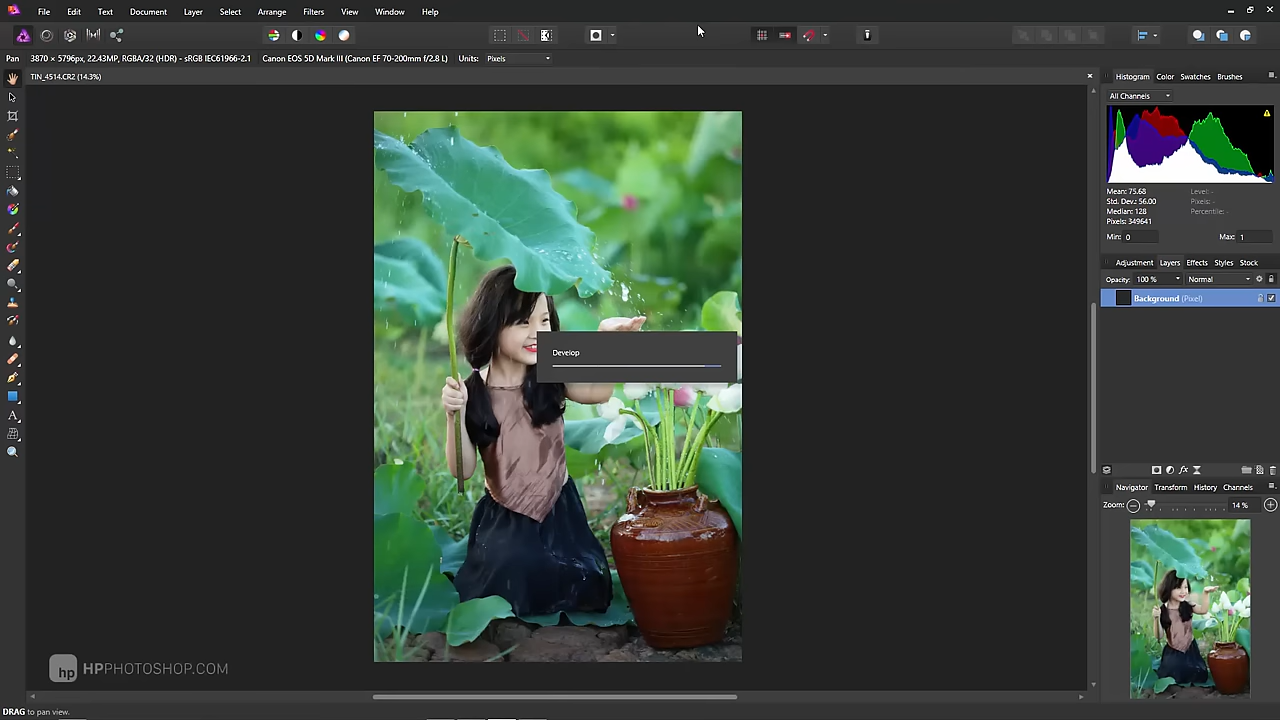 File Edit Text Document Layer Select Arrange Filters View Window Help
Pan 3870 × 5796px, 22.43MP, RGBA/32 (HDR) - sRGB IEC61966-2.1 Canon EOS 5D Mark III (Canon EF 70-200mm f/2.8 L) Units: Pixels
TIN_4514.CR2 (14.3%)
Histogram Color Swatches Brushes
All Channels
Mean: 75.68 Level: -
Std. Dev.: 56.00 Pixels: -
Median: 128 Percentile: -
Pixels: 349641
Min: 0 Max: 1
Adjustment Layers Effects Styles Stock
Opacity: 100 % Normal
Background (Pixel)
Develop
Navigator Transform History Channels
Zoom: 14 %
hp HPPHOTOSHOP.COM
DRAG to pan view.